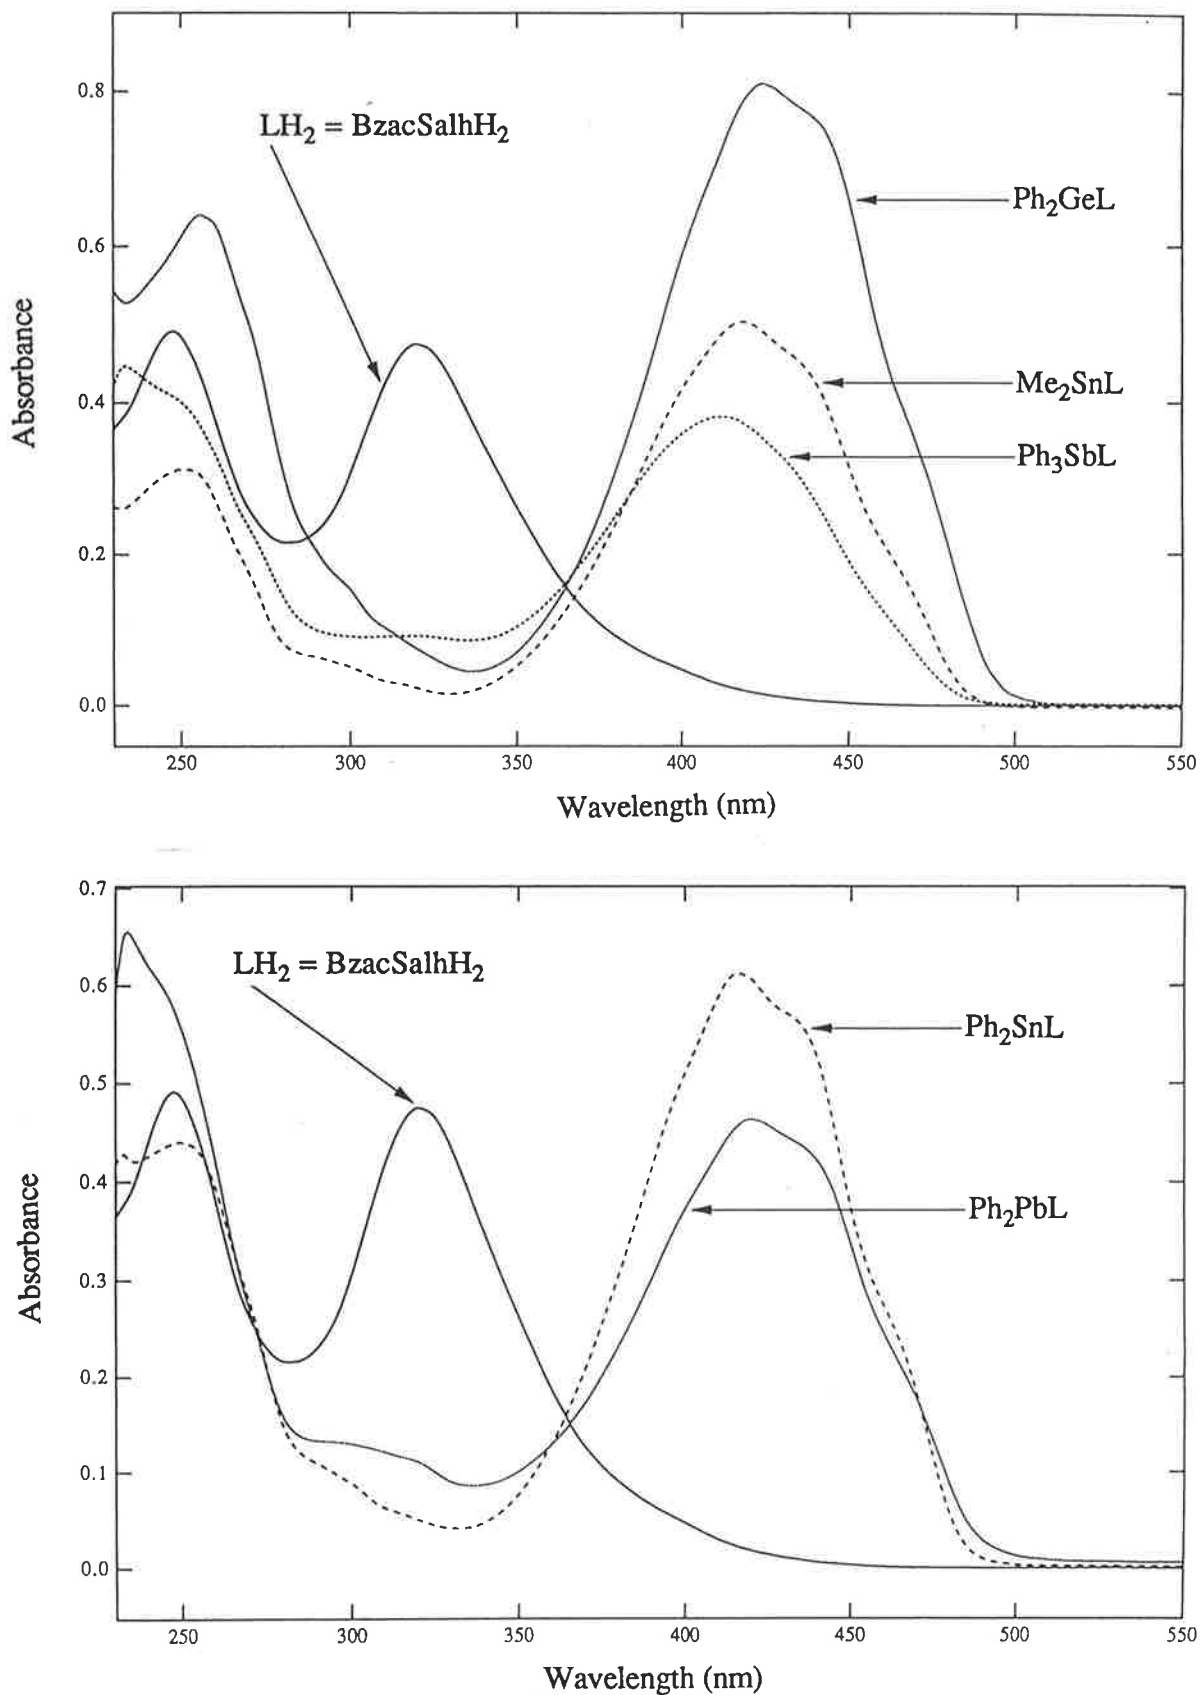 0.8
LH2 = BzacSalhH2
Ph2GeL
0.6
Absorbance
0.4
Me2SnL
Ph3SbL
0.2
0.0
250 300 350 400 450 500 550
Wavelength (nm)
0.7
LH2 = BzacSalhH2
0.6
Ph2SnL
0.5
0.4
Absorbance
Ph2PbL
0.3
0.2
0.1
0.0
250 300 350 400 450 500 550
Wavelength (nm)